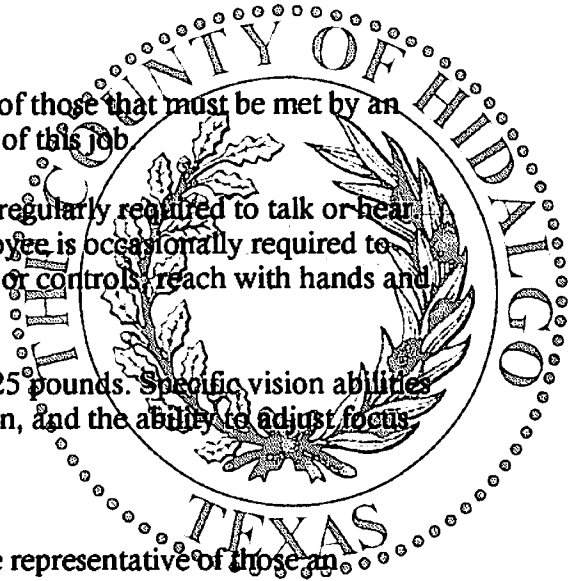 THE COUNTY OF HIDALGO
TEXAS
of those that must be met by an
of this job.
regularly required to talk or hear.
oyee is occasionally required to
or controls, reach with hands and
25 pounds. Specific vision abilities
n, and the ability to adjust focus.
e representative of those an